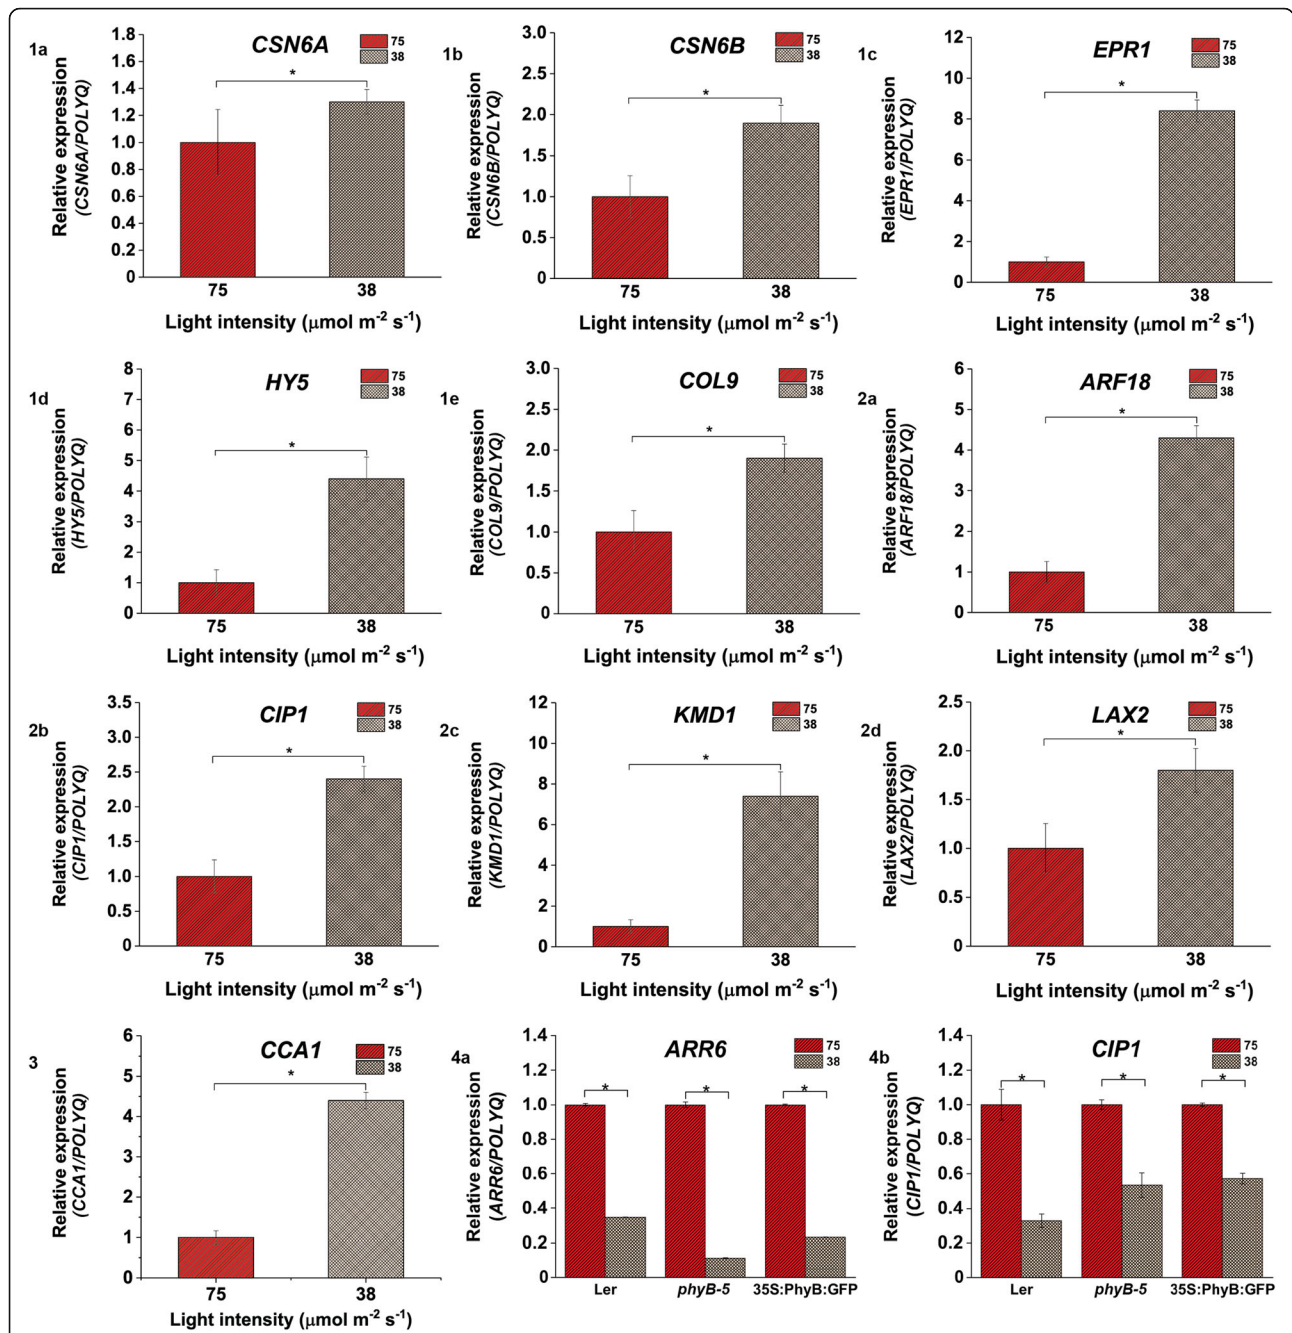 1a
CSN6A
75
38
Relative expression
(CSN6A/POLYQ)
1.8
1.6
1.4
1.2
1.0
0.8
0.6
0.4
0.2
0
*
75
38
Light intensity (μmol m-2 s-1)
1b
CSN6B
75
38
Relative expression
(CSN6B/POLYQ)
3.0
2.5
2.0
1.5
1.0
0.5
0
*
75
38
Light intensity (μmol m-2 s-1)
1c
EPR1
75
38
Relative expression
(EPR1/POLYQ)
12
10
8
6
4
2
0
*
75
38
Light intensity (μmol m-2 s-1)
1d
HY5
75
38
Relative expression
(HY5/POLYQ)
8
7
6
5
4
3
2
1
0
*
75
38
Light intensity (μmol m-2 s-1)
1e
COL9
75
38
Relative expression
(COL9/POLYQ)
3.0
2.5
2.0
1.5
1.0
0.5
0
*
75
38
Light intensity (μmol m-2 s-1)
2a
ARF18
75
38
Relative expression
(ARF18/POLYQ)
6
5
4
3
2
1
0
*
75
38
Light intensity (μmol m-2 s-1)
2b
CIP1
75
38
Relative expression
(CIP1/POLYQ)
3.5
3.0
2.5
2.0
1.5
1.0
0.5
0
*
75
38
Light intensity (μmol m-2 s-1)
2c
KMD1
75
38
Relative expression
(KMD1/POLYQ)
12
10
8
6
4
2
0
*
75
38
Light intensity (μmol m-2 s-1)
2d
LAX2
75
38
Relative expression
(LAX2/POLYQ)
2.5
2.0
1.5
1.0
0.5
0
*
75
38
Light intensity (μmol m-2 s-1)
3
CCA1
75
38
Relative expression
(CCA1/POLYQ)
6
5
4
3
2
1
0
*
75
38
Light intensity (μmol m-2 s-1)
4a
ARR6
75
38
Relative expression
(ARR6/POLYQ)
1.4
1.2
1.0
0.8
0.6
0.4
0.2
0
*
*
*
Ler
phyB-5
35S:PhyB:GFP
4b
CIP1
75
38
Relative expression
(CIP1/POLYQ)
1.4
1.2
1.0
0.8
0.6
0.4
0.2
0
*
*
*
Ler
phyB-5
35S:PhyB:GFP